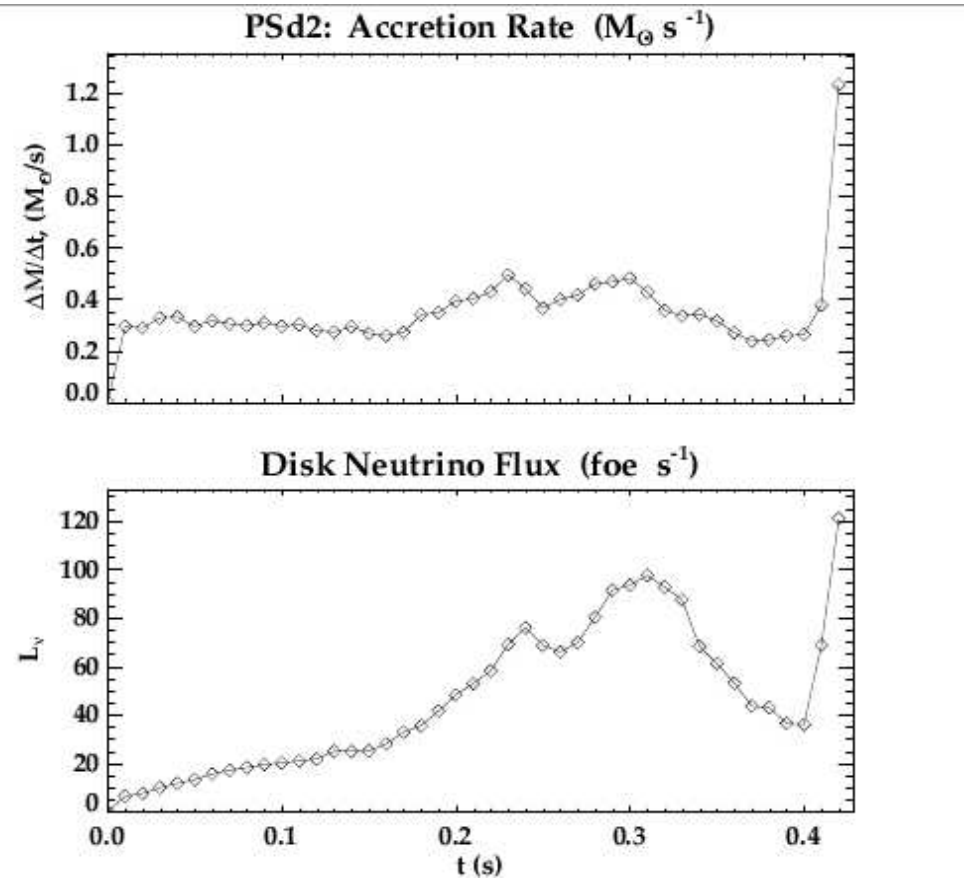 PSd2: Accretion Rate (M⊙ s⁻¹)
ΔM/Δt, (M⊙/s)
1.2
1.0
0.8
0.6
0.4
0.2
0.0
Disk Neutrino Flux (foe s⁻¹)
Lν
120
100
80
60
40
20
0
0.0 0.1 0.2 0.3 0.4
t (s)